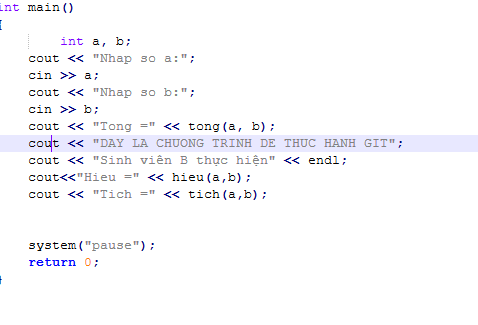 int main()
{
int a, b;
cout << "Nhap so a:";
cin >> a;
cout << "Nhap so b:";
cin >> b;
cout << "Tong =" << tong(a, b);
cout << "DAY LA CHUONG TRINH DE THUC HANH GIT";
cout << "Sinh viên B thực hiện" << endl;
cout<<"Hieu =" << hieu(a,b);
cout << "Tich =" << tich(a,b);
system("pause");
return 0;
}